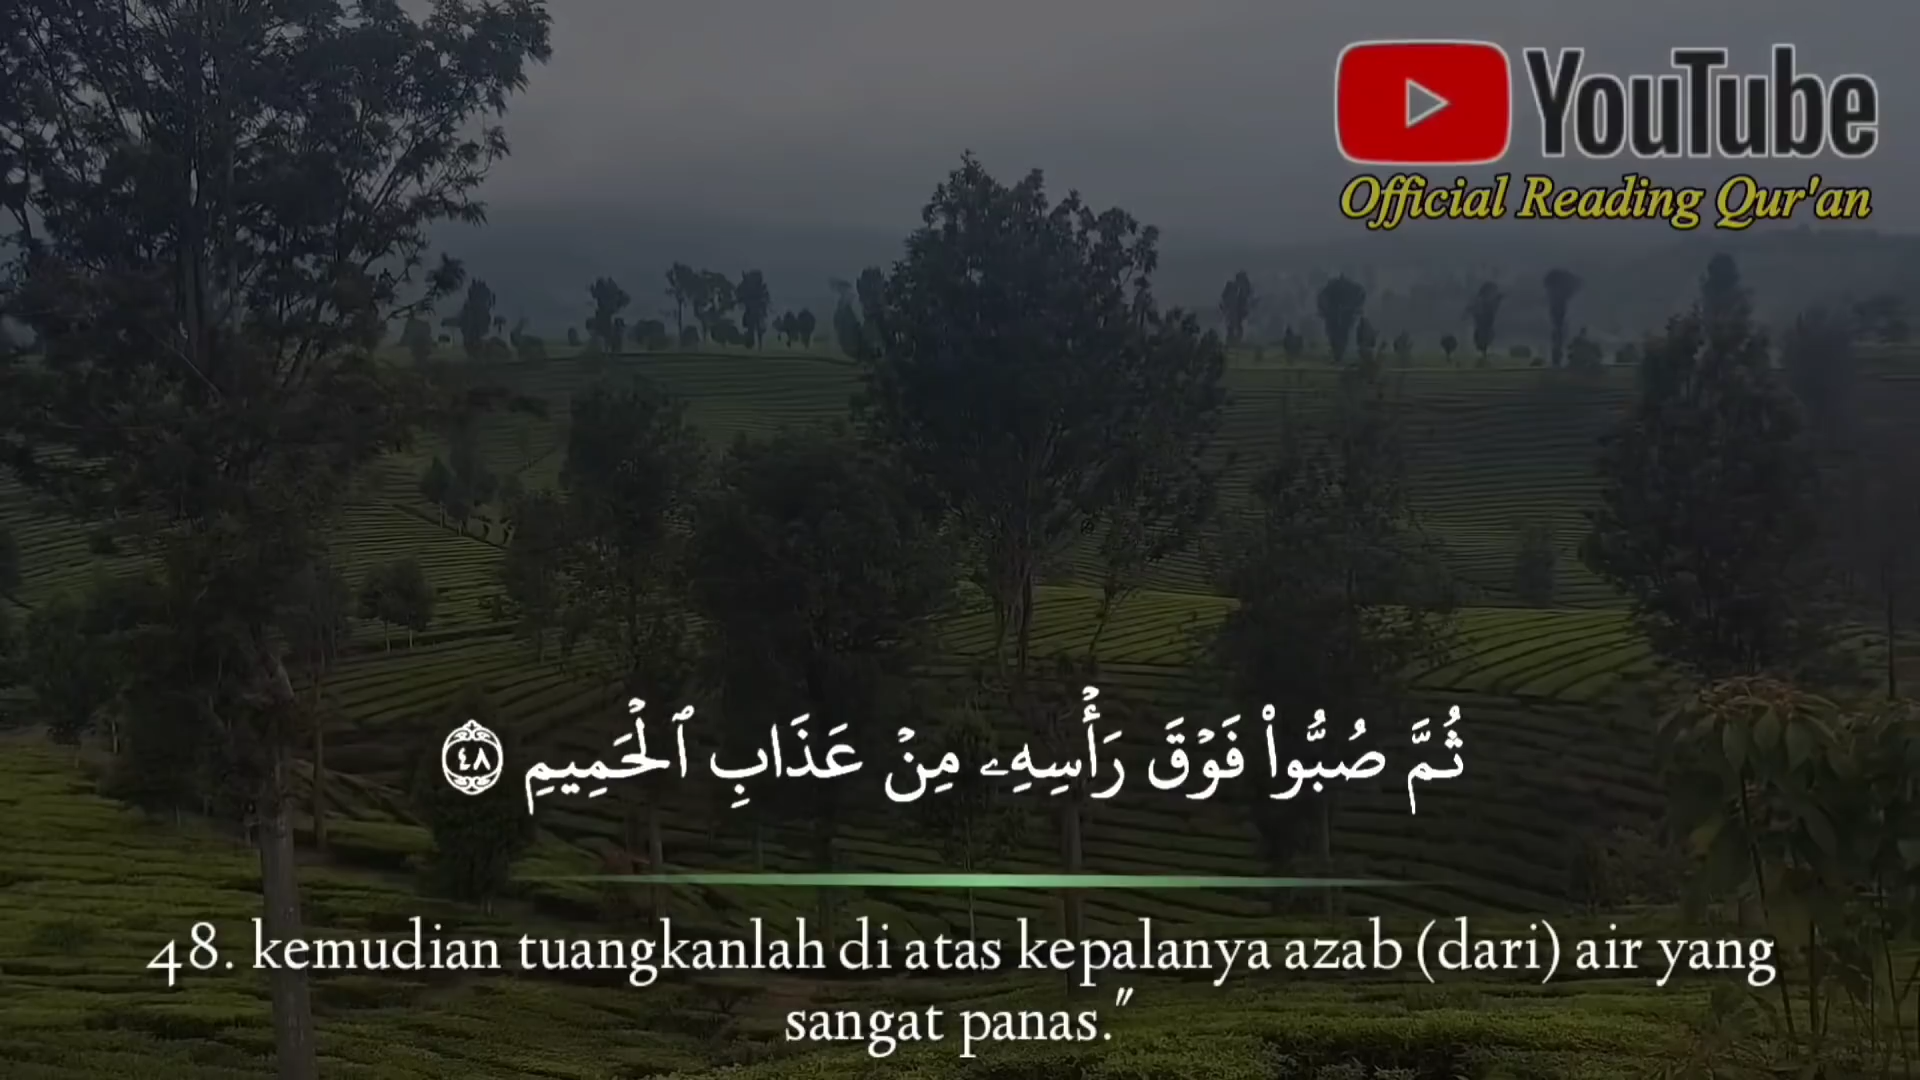 YouTube
Official Reading Qur'an
ثُمَّ صُبُّوا۟ فَوْقَ رَأْسِهِۦ مِنْ عَذَابِ ٱلْحَمِيمِ ٤٨
48. kemudian tuangkanlah di atas kepalanya azab (dari) air yang
sangat panas."